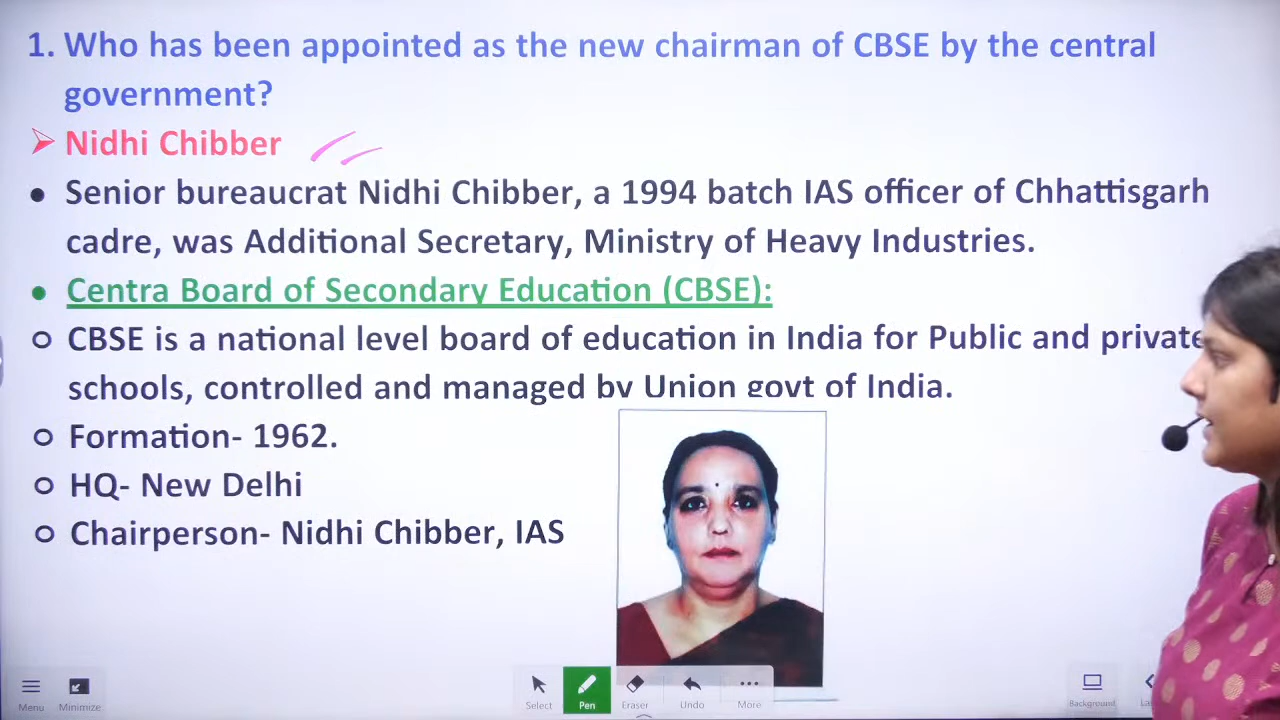 1. Who has been appointed as the new chairman of CBSE by the central
government?
➢ Nidhi Chibber
• Senior bureaucrat Nidhi Chibber, a 1994 batch IAS officer of Chhattisgarh
cadre, was Additional Secretary, Ministry of Heavy Industries.
• Centra Board of Secondary Education (CBSE):
○ CBSE is a national level board of education in India for Public and private
schools, controlled and managed by Union govt of India.
○ Formation- 1962.
○ HQ- New Delhi
○ Chairperson- Nidhi Chibber, IAS
Menu Minimize Select Pen Eraser Undo More Background